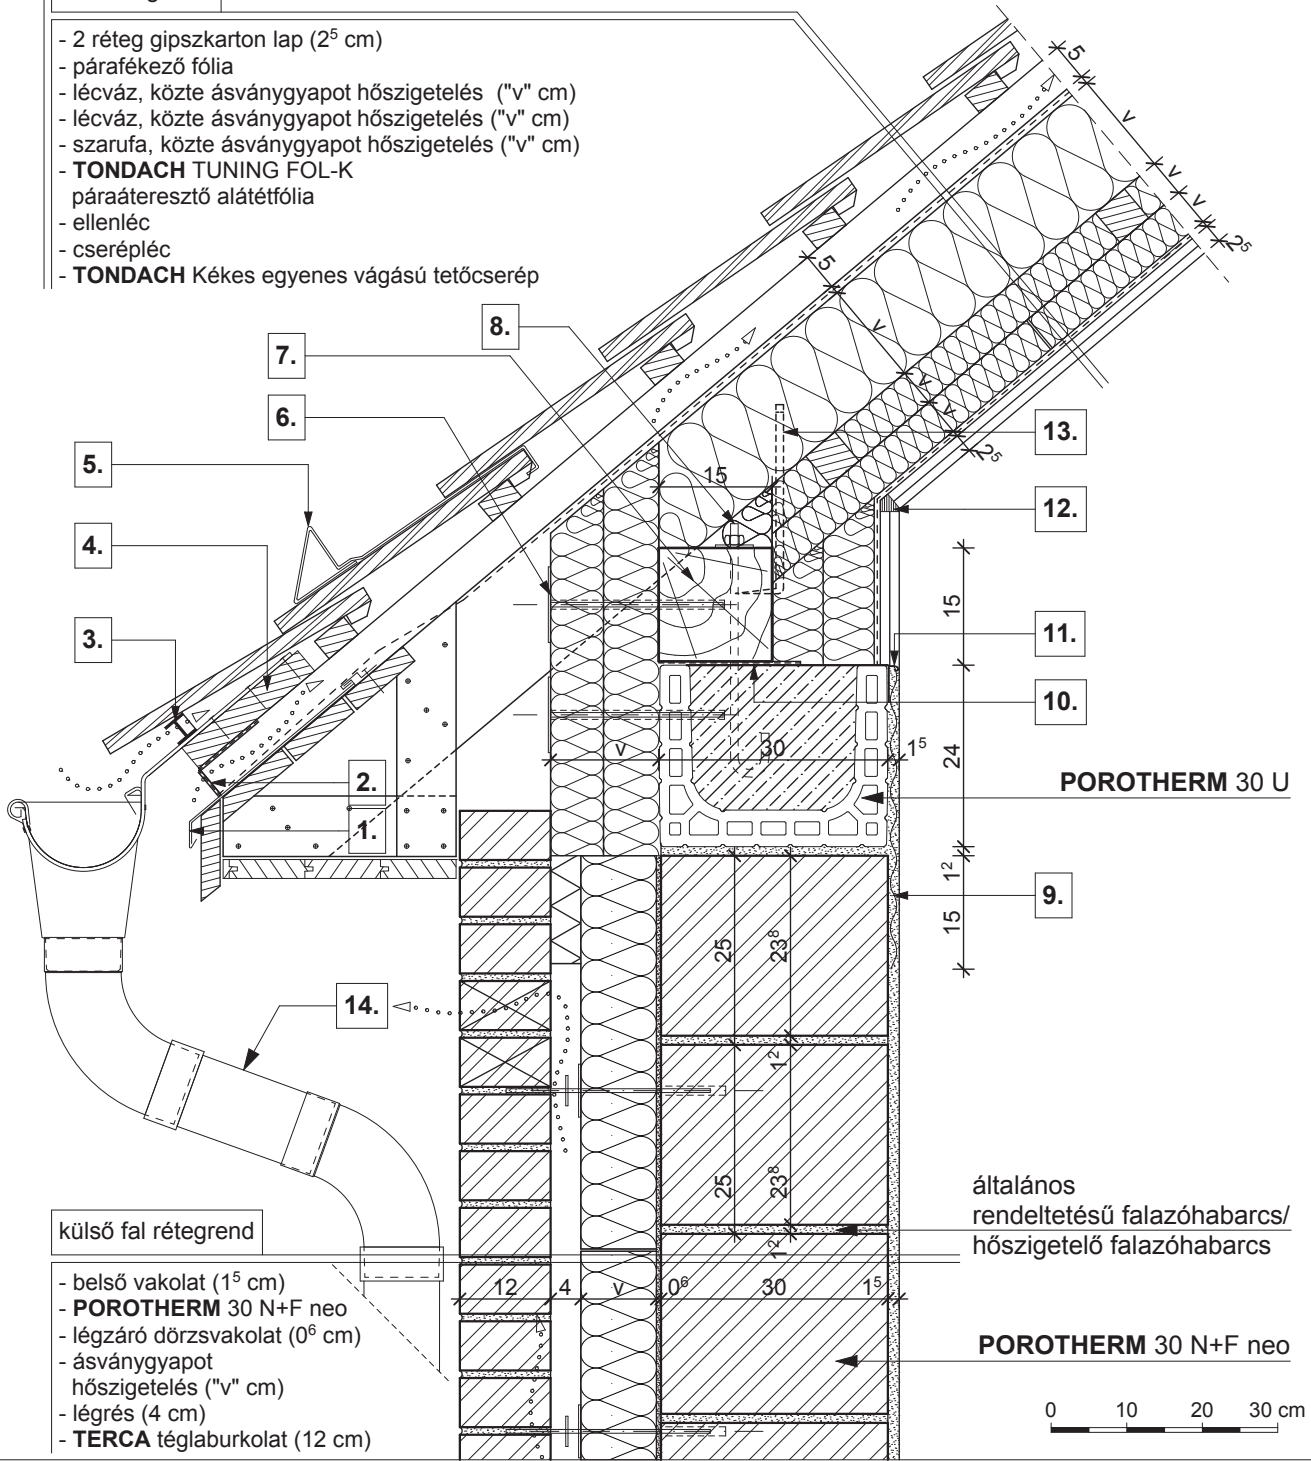 - 2 réteg gipszkarton lap (2⁵ cm)
- párafékező fólia
- lécváz, közte ásványgyapot hőszigetelés ("v" cm)
- lécváz, közte ásványgyapot hőszigetelés ("v" cm)
- szarufa, közte ásványgyapot hőszigetelés ("v" cm)
- TONDACH TUNING FOL-K
páraáteresztő alátétfólia
- ellenléc
- cserépléc
- TONDACH Kékes egyenes vágású tetőcserép
5
v
v
v
2⁵
5
v
v
v
2⁵
8.
7.
6.
5.
4.
3.
2.
1.
13.
12.
11.
10.
9.
14.
15
15
24
1²
15
v
30
1⁵
POROTHERM 30 U
25
23⁸
1²
25
23⁸
1²
általános
rendeltetésű falazóhabarcs/
hőszigetelő falazóhabarcs
külső fal rétegrend
- belső vakolat (1⁵ cm)
- POROTHERM 30 N+F neo
- légzáró dörzsvakolat (0⁶ cm)
- ásványgyapot
hőszigetelés ("v" cm)
- légrés (4 cm)
- TERCA téglaburkolat (12 cm)
12
4
v
0⁶
30
1⁵
POROTHERM 30 N+F neo
0 10 20 30 cm